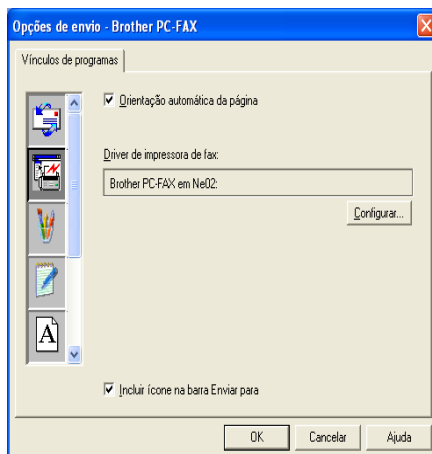 Opções de envio - Brother PC-FAX
Vínculos de programas
Orientação automática da página
Driver de impressora de fax:
Brother PC-FAX em Ne02:
Configurar...
A
Incluir ícone na barra Enviar para
OK Cancelar Ajuda